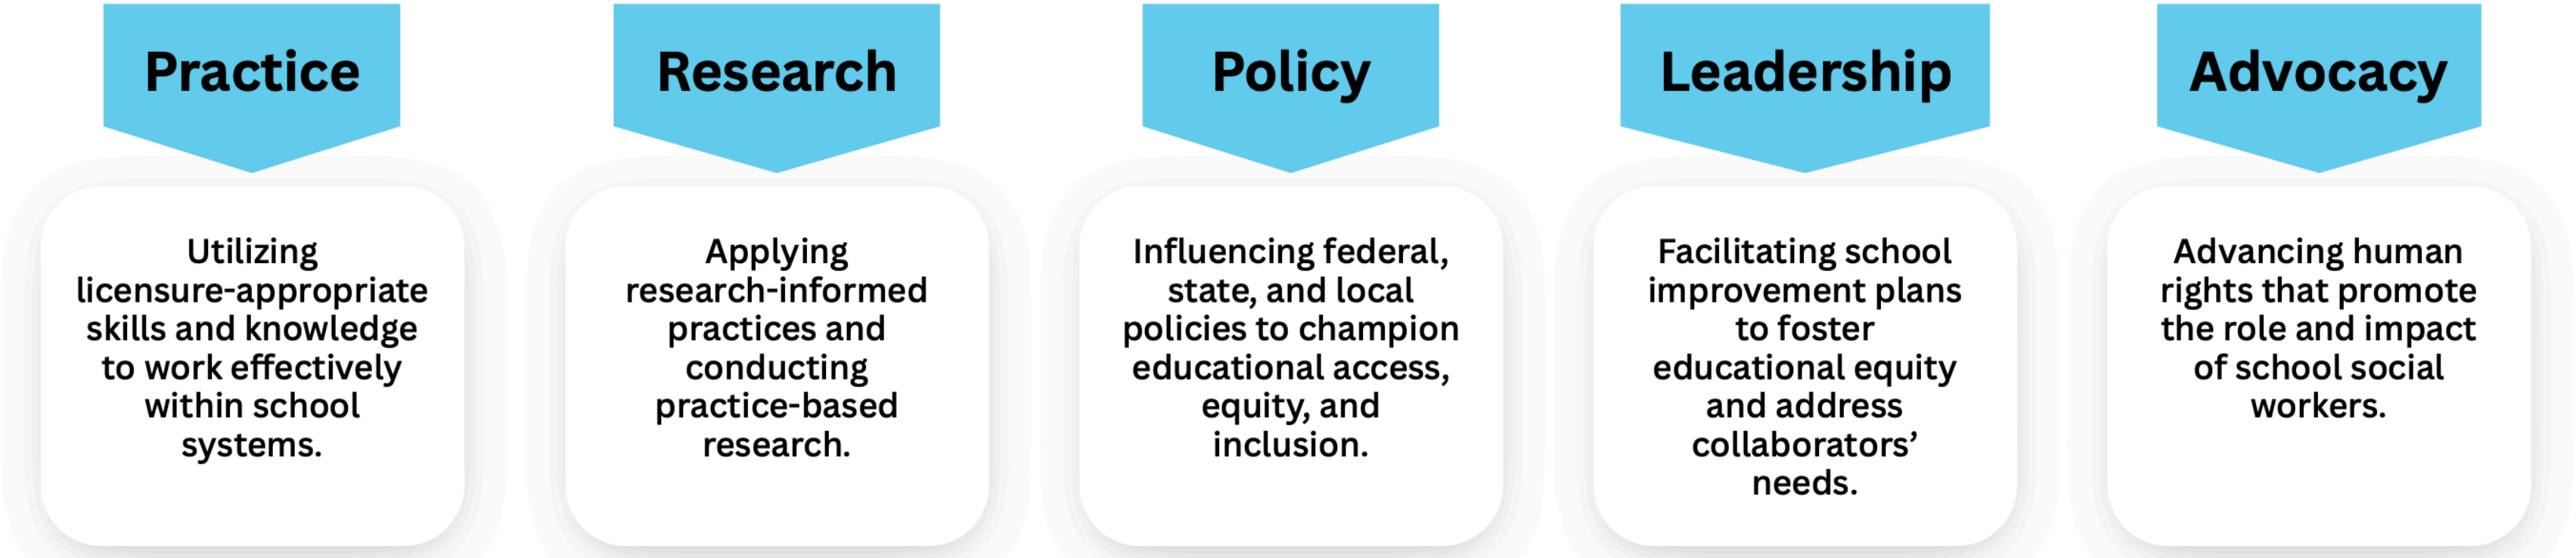 Practice
Utilizing
licensure-appropriate
skills and knowledge
to work effectively
within school
systems.
Research
Applying
research-informed
practices and
conducting
practice-based
research.
Policy
Influencing federal,
state, and local
policies to champion
educational access,
equity, and
inclusion.
Leadership
Facilitating school
improvement plans
to foster
educational equity
and address
collaborators’
needs.
Advocacy
Advancing human
rights that promote
the role and impact
of school social
workers.